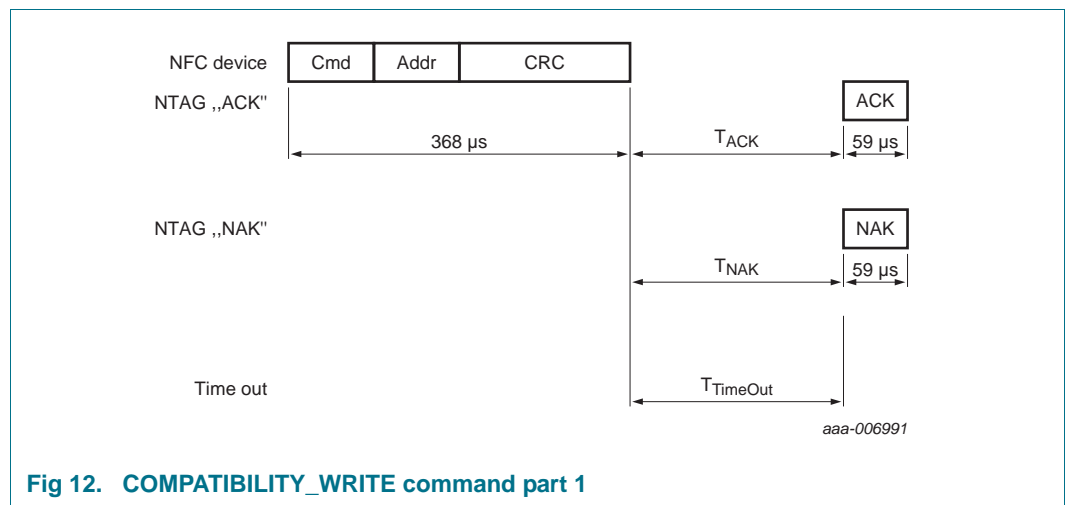 NFC device Cmd Addr CRC
NTAG ,,ACK" ACK
368 µs TACK 59 µs
NTAG ,,NAK" NAK
TNAK 59 µs
Time out TTimeOut
aaa-006991
Fig 12. COMPATIBILITY_WRITE command part 1